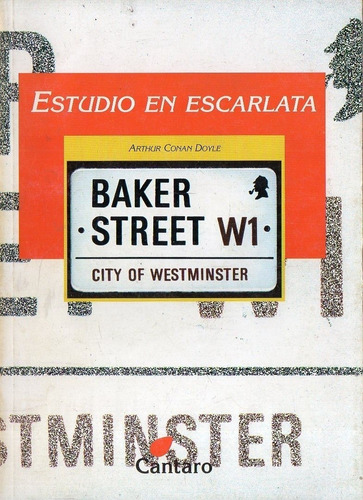 ESTUDIO EN ESCARLATA
ARTHUR CONAN DOYLE
BAKER
·STREET W1·
CITY OF WESTMINSTER
STMINSTER
Cántaro